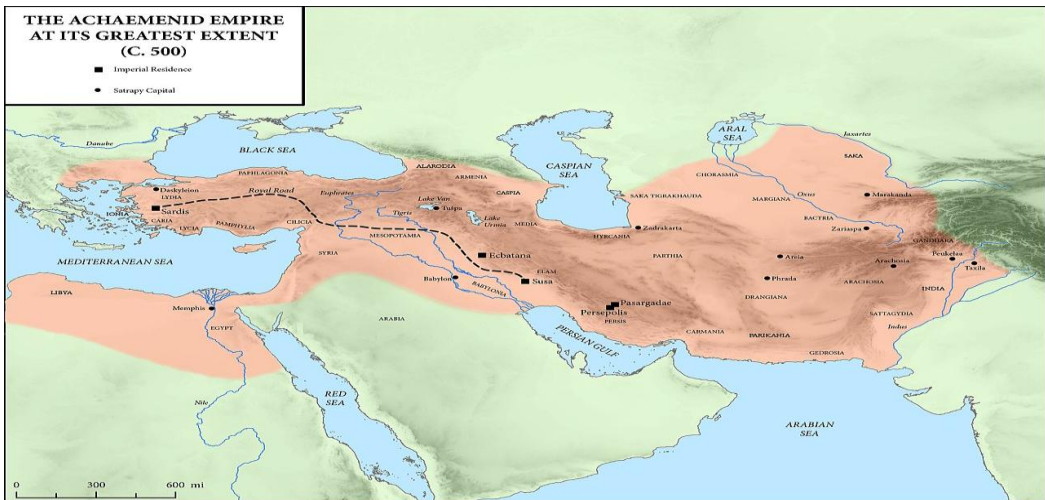 THE ACHAEMENID EMPIRE
AT ITS GREATEST EXTENT
(C. 500)
Imperial Residence
Satrapy Capital
Danube
BLACK SEA
CASPIAN
SEA
ARAL
SEA
Jaxartes
SAKA
PAPHLAGONIA
ALARODIA
ARMENIA
CASPIA
CHORASMIA
SAKA TIGRAKHAUDA
MARGIANA
Oxus
Marakanda
BACTRIA
Zariaspa
GANDHARA
Peukelaa
Taxila
Daskyleion
LYDIA
Sardis
IONIA
CARIA
LYCIA
PAMPHYLIA
CILICIA
Royal Road
Euphrates
Tigris
Lake Van
Tuspa
Lake
Urmia
MEDIA
HYRCANIA
Zadrakarta
PARTHIA
Areia
Arachosia
ARACHOSIA
Phrada
DRANGIANA
INDIA
SATTAGYDIA
Indus
MESOPOTAMIA
SYRIA
MEDITERRANEAN SEA
Ecbatana
ELAM
Susa
Babylon
BABYLONIA
Pasargadae
Persepolis
PERSIS
CARMANIA
PARIKANIA
GEDROSIA
PERSIAN GULF
LIBYA
Memphis
EGYPT
ARABIA
Nile
RED
SEA
ARABIAN
SEA
0 300 600 mi